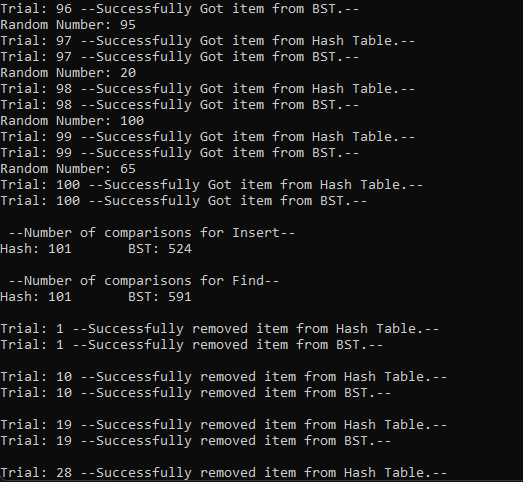 Trial: 96 --Successfully Got item from BST.--
Random Number: 95
Trial: 97 --Successfully Got item from Hash Table.--
Trial: 97 --Successfully Got item from BST.--
Random Number: 20
Trial: 98 --Successfully Got item from Hash Table.--
Trial: 98 --Successfully Got item from BST.--
Random Number: 100
Trial: 99 --Successfully Got item from Hash Table.--
Trial: 99 --Successfully Got item from BST.--
Random Number: 65
Trial: 100 --Successfully Got item from Hash Table.--
Trial: 100 --Successfully Got item from BST.--
--Number of comparisons for Insert--
Hash: 101 BST: 524
--Number of comparisons for Find--
Hash: 101 BST: 591
Trial: 1 --Successfully removed item from Hash Table.--
Trial: 1 --Successfully removed item from BST.--
Trial: 10 --Successfully removed item from Hash Table.--
Trial: 10 --Successfully removed item from BST.--
Trial: 19 --Successfully removed item from Hash Table.--
Trial: 19 --Successfully removed item from BST.--
Trial: 28 --Successfully removed item from Hash Table.--